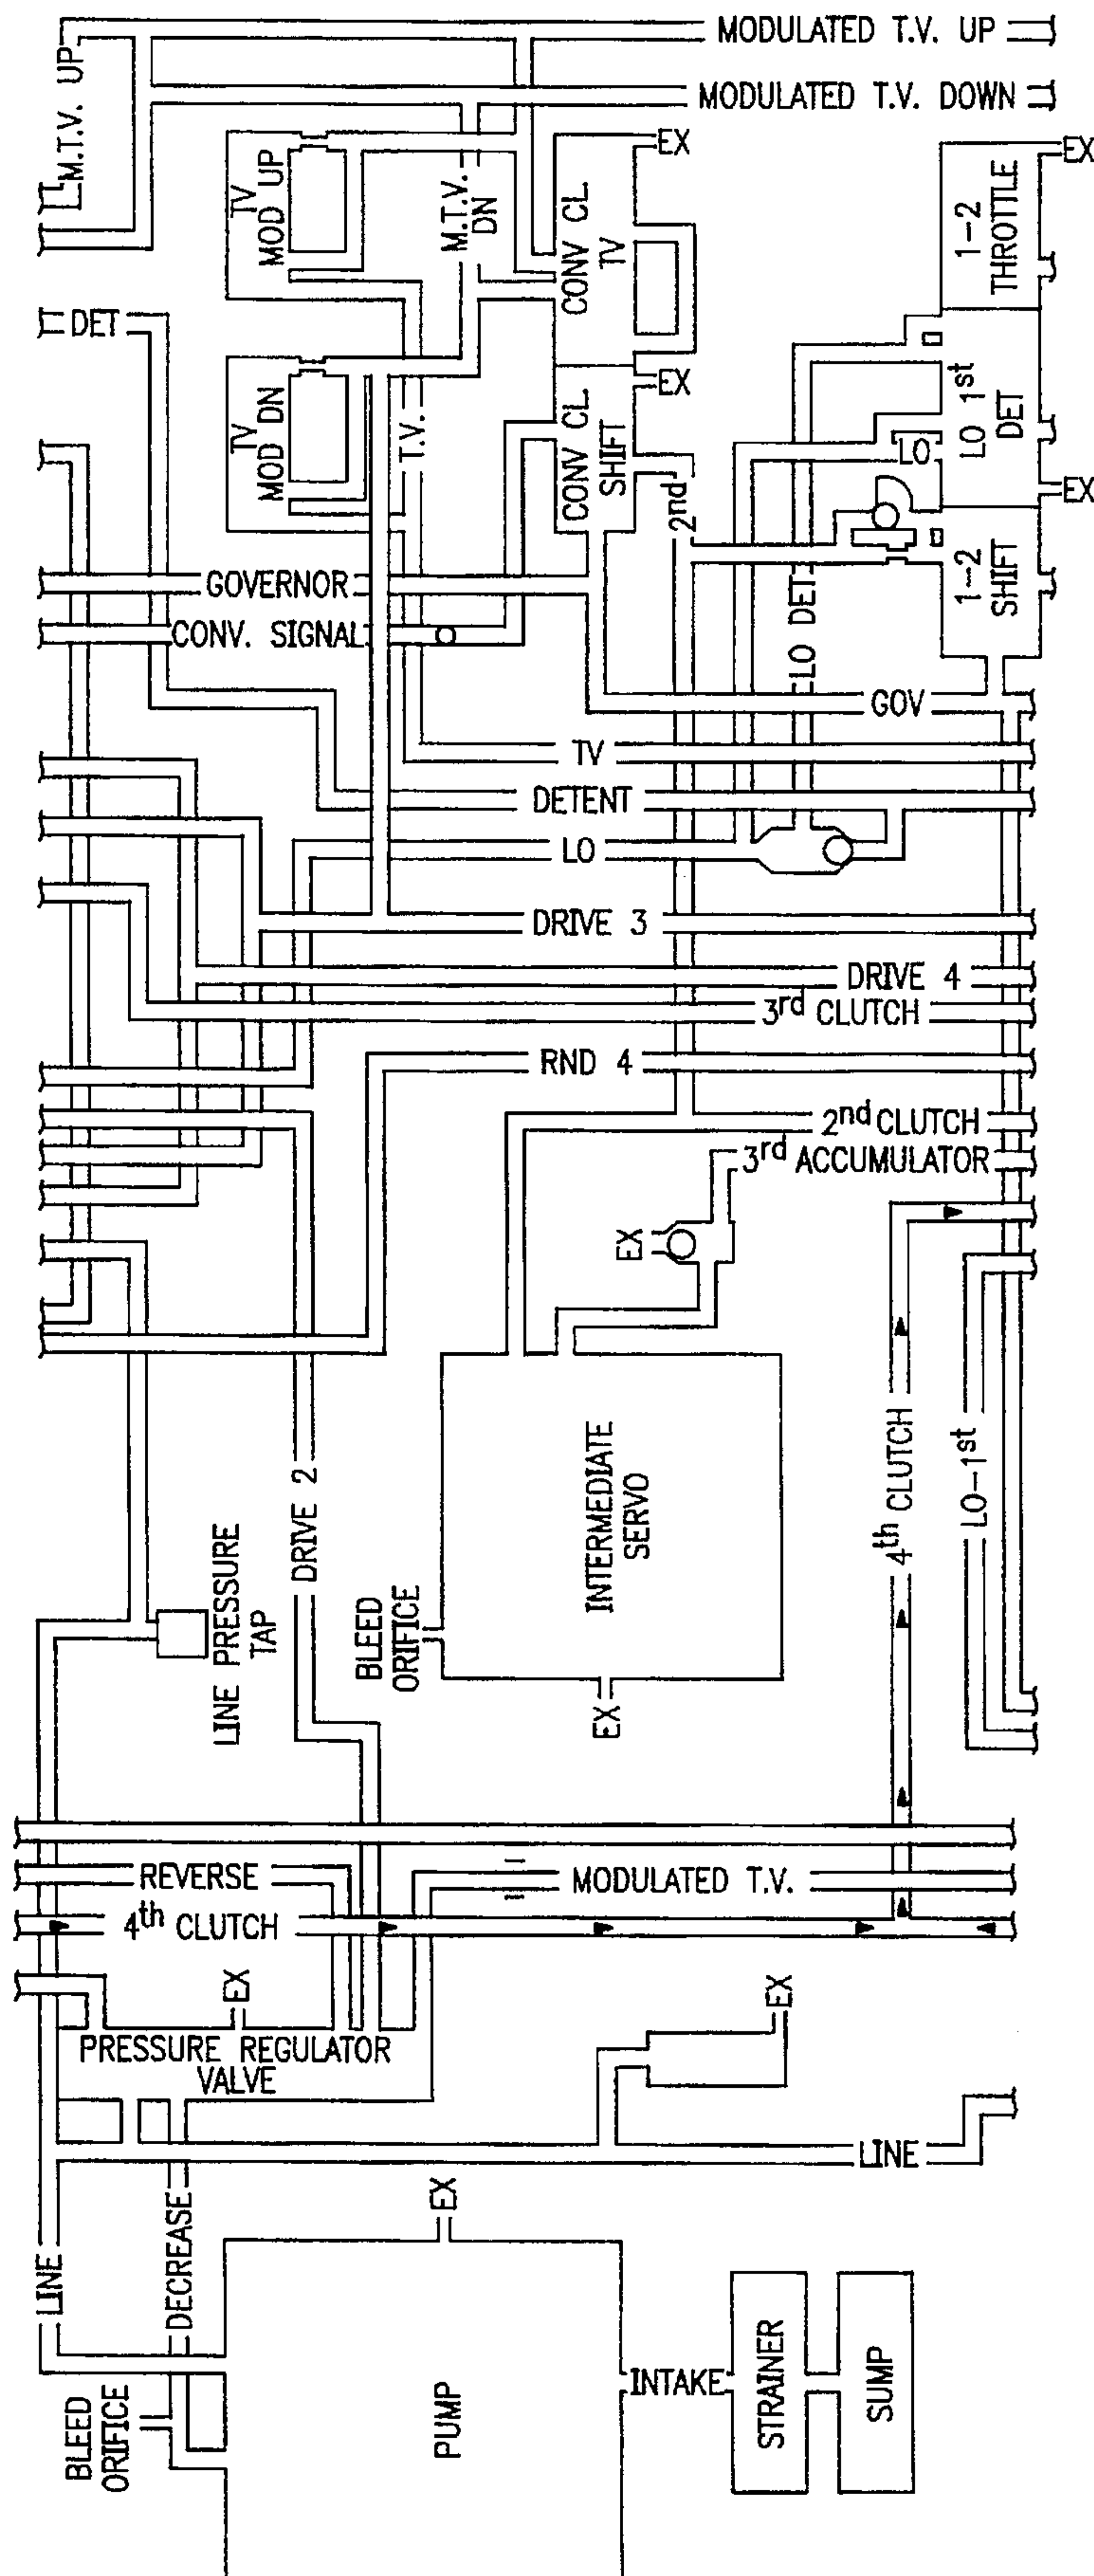 MODULATED T.V. UP
M.T.V. UP
MODULATED T.V. DOWN
EX
EX
TV
MOD UP
M.T.V.
DN
CONV CL.
TV
1-2
THROTTLE
DET
TV
MOD DN
T.V.
CONV CL.
SHIFT
EX
2nd
LO
LO 1st
DET
EX
GOVERNOR
CONV. SIGNAL
LO DET
1-2
SHIFT
GOV
TV
DETENT
LO
DRIVE 3
DRIVE 4
3rd CLUTCH
RND 4
2nd CLUTCH
3rd ACCUMULATOR
EX
4th CLUTCH
LO-1st
DRIVE 2
INTERMEDIATE
SERVO
LINE PRESSURE
TAP
BLEED
ORIFICE
EX
REVERSE
MODULATED T.V.
4th CLUTCH
EX
EX
PRESSURE REGULATOR
VALVE
LINE
EX
LINE
DECREASE
BLEED
ORIFICE
PUMP
INTAKE
STRAINER
SUMP